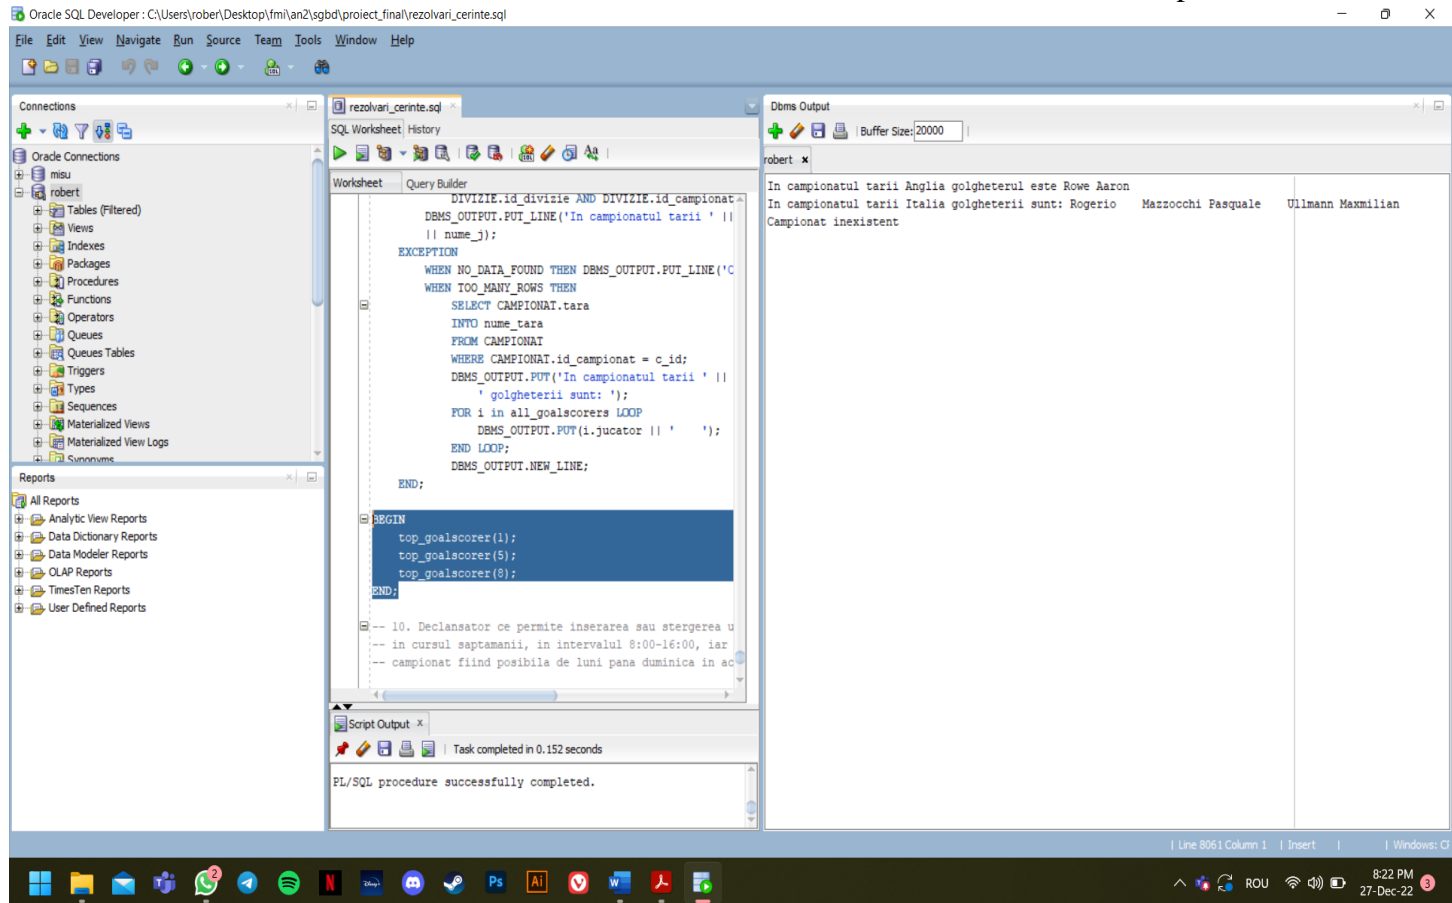 Oracle SQL Developer : C:\Users\rober\Desktop\fmi\an2\sgbd\proiect_final\rezolvari_cerinte.sql
File Edit View Navigate Run Source Team Tools Window Help
Connections
Oracle Connections
misu
robert
Tables (Filtered)
Views
Indexes
Packages
Procedures
Functions
Operators
Queues
Queues Tables
Triggers
Types
Sequences
Materialized Views
Materialized View Logs
Synonyms
Reports
All Reports
Analytic View Reports
Data Dictionary Reports
Data Modeler Reports
OLAP Reports
TimesTen Reports
User Defined Reports
rezolvari_cerinte.sql
SQL Worksheet History
Worksheet Query Builder
DIVIZIE.id_divizie AND DIVIZIE.id_campionat
DBMS_OUTPUT.PUT_LINE('In campionatul tarii ' ||
|| nume_j);
EXCEPTION
WHEN NO_DATA_FOUND THEN DBMS_OUTPUT.PUT_LINE('C
WHEN TOO_MANY_ROWS THEN
SELECT CAMPIONAT.tara
INTO nume_tara
FROM CAMPIONAT
WHERE CAMPIONAT.id_campionat = c_id;
DBMS_OUTPUT.PUT('In campionatul tarii ' ||
' golgheterii sunt: ');
FOR i in all_goalscorers LOOP
DBMS_OUTPUT.PUT(i.jucator || '    ');
END LOOP;
DBMS_OUTPUT.NEW_LINE;
END;
BEGIN
top_goalscorer(1);
top_goalscorer(5);
top_goalscorer(8);
END;
-- 10. Declansator ce permite inserarea sau stergerea u
-- in cursul saptamanii, in intervalul 8:00-16:00, iar
-- campionat fiind posibila de luni pana duminica in ac
Script Output
Task completed in 0.152 seconds
PL/SQL procedure successfully completed.
Dbms Output
Buffer Size: 20000
robert
In campionatul tarii Anglia golgheterul este Rowe Aaron
In campionatul tarii Italia golgheterii sunt: Rogerio    Mazzocchi Pasquale    Ullmann Maxmilian
Campionat inexistent
Line 8061 Column 1 | Insert | | Windows: CF
2
N
Disney+
Ps
Ai
ROU
8:22 PM
27-Dec-22
3